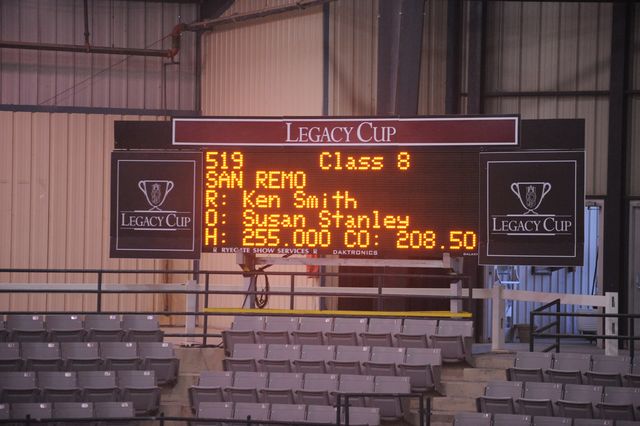 LEGACY CUP
519 Class 8
SAN REMO
R: Ken Smith
O: Susan Stanley
H: 255 000 CO: 208.50
LEGACY CUP
LEGACY CUP
RYEGATE SHOW SERVICES
DAKTRONICS
GALAXY